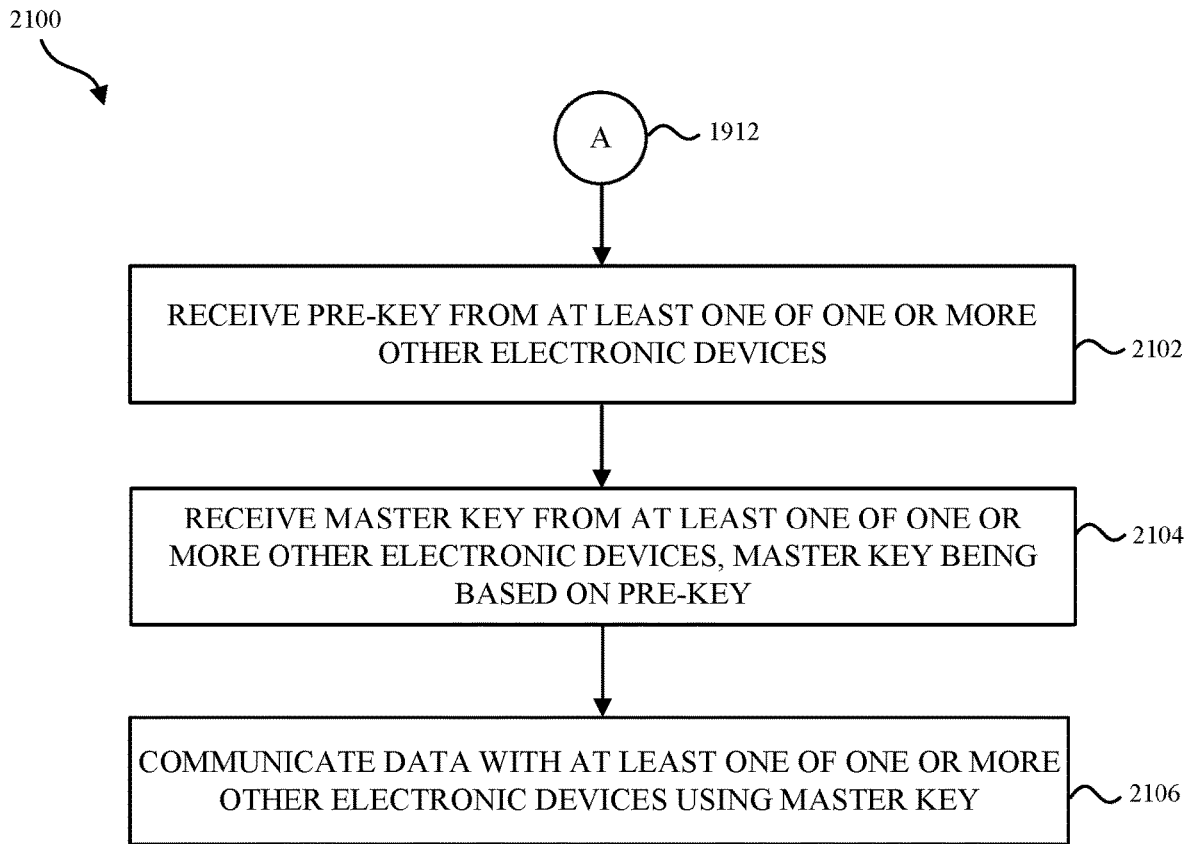 2100
A
1912
RECEIVE PRE-KEY FROM AT LEAST ONE OF ONE OR MORE
OTHER ELECTRONIC DEVICES
2102
RECEIVE MASTER KEY FROM AT LEAST ONE OF ONE OR
MORE OTHER ELECTRONIC DEVICES, MASTER KEY BEING
BASED ON PRE-KEY
2104
COMMUNICATE DATA WITH AT LEAST ONE OF ONE OR MORE
OTHER ELECTRONIC DEVICES USING MASTER KEY
2106